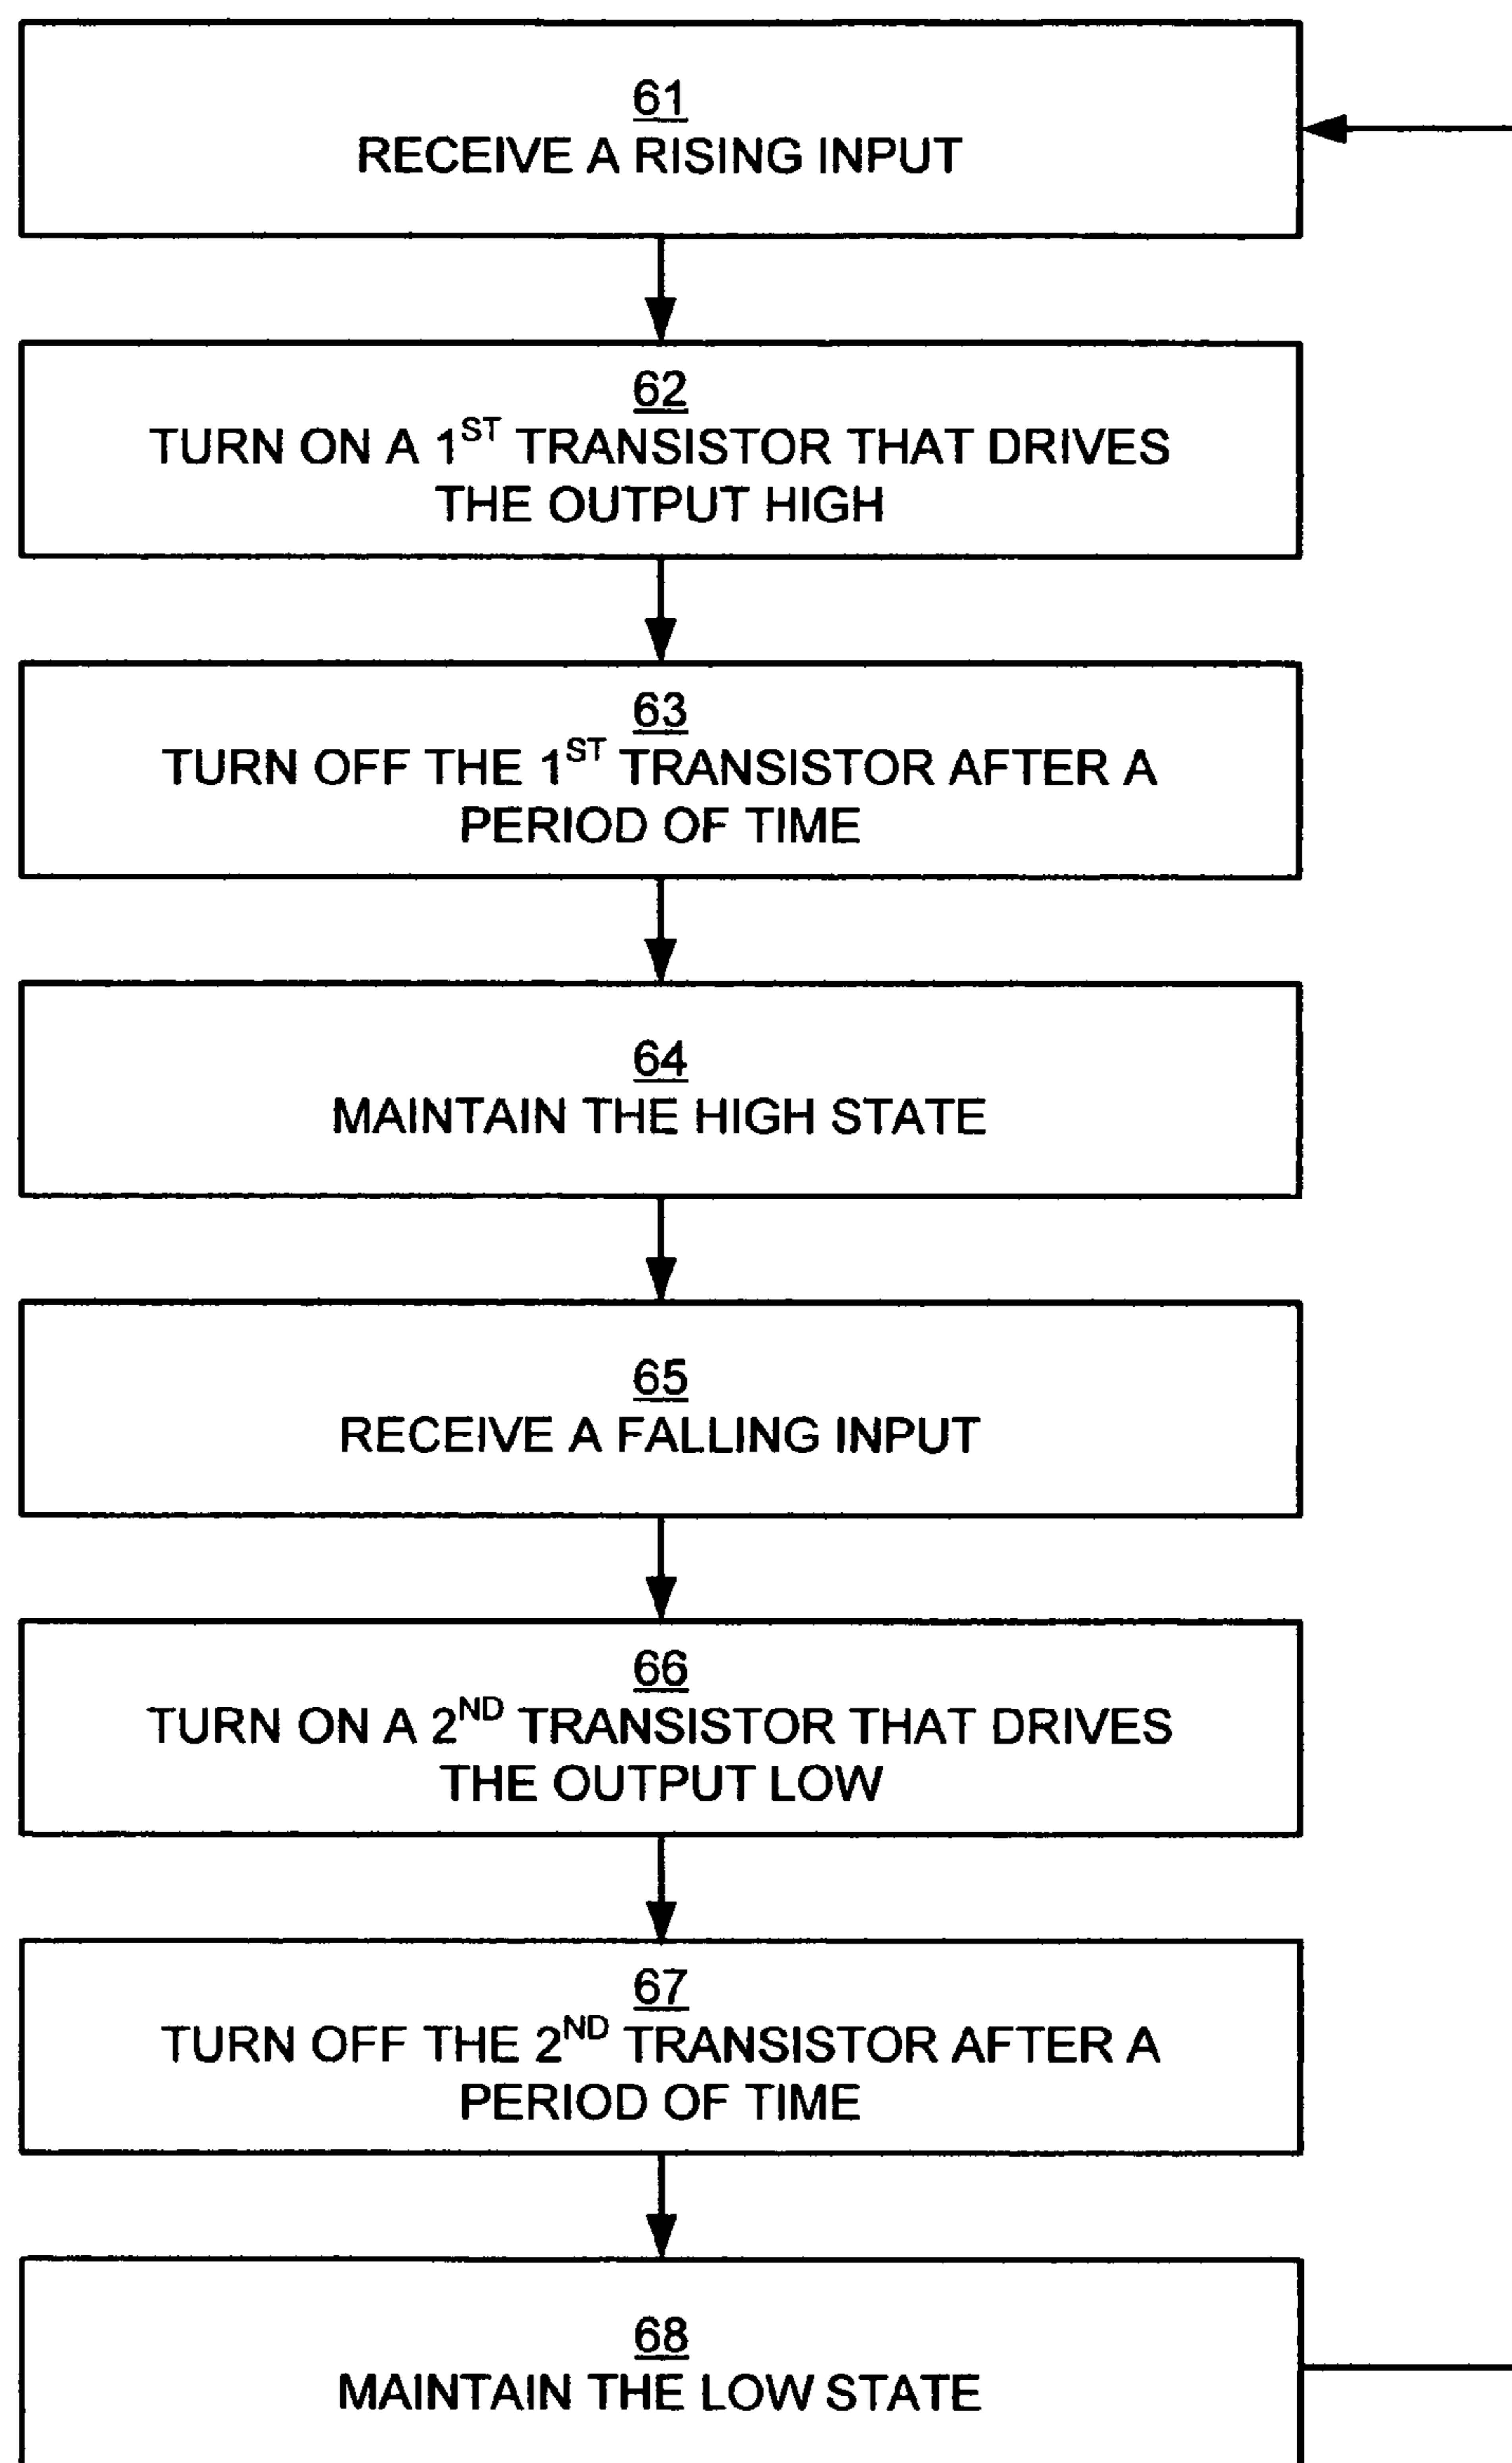 61
RECEIVE A RISING INPUT
62
TURN ON A 1ST TRANSISTOR THAT DRIVES
THE OUTPUT HIGH
63
TURN OFF THE 1ST TRANSISTOR AFTER A
PERIOD OF TIME
64
MAINTAIN THE HIGH STATE
65
RECEIVE A FALLING INPUT
66
TURN ON A 2ND TRANSISTOR THAT DRIVES
THE OUTPUT LOW
67
TURN OFF THE 2ND TRANSISTOR AFTER A
PERIOD OF TIME
68
MAINTAIN THE LOW STATE